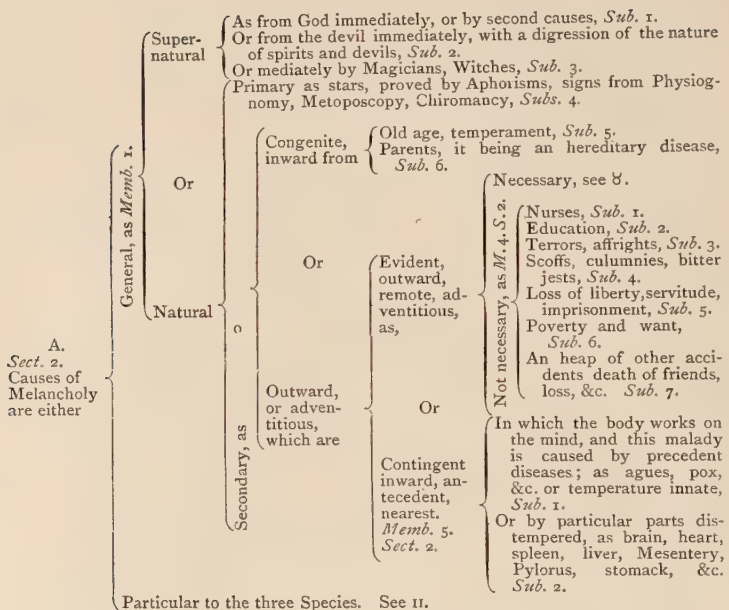 A.
Sect. 2.
Causes of
Melancholy
are either
General, as Memb. 1.
Super-
natural
As from God immediately, or by second causes, Sub. 1.
Or from the devil immediately, with a digression of the nature
of spirits and devils, Sub. 2.
Or mediately by Magicians, Witches, Sub. 3.
Or
Natural
Primary as stars, proved by Aphorisms, signs from Physiog-
nomy, Metoposcopy, Chiromancy, Subs. 4.
Secondary, as
Congenite,
inward from
Old age, temperament, Sub. 5.
Parents, it being an hereditary disease,
Sub. 6.
Or
Outward,
or adven-
titious,
which are
Evident,
outward,
remote, ad-
ventitious,
as,
Necessary, see ♉.
Not necessary, as M. 4. S. 2.
Nurses, Sub. 1.
Education, Sub. 2.
Terrors, affrights, Sub. 3.
Scoffs, culumnies, bitter
jests, Sub. 4.
Loss of liberty, servitude,
imprisonment, Sub. 5.
Poverty and want,
Sub. 6.
An heap of other acci-
dents death of friends,
loss, &c. Sub. 7.
Or
Contingent
inward, an-
tecedent,
nearest.
Memb. 5.
Sect. 2.
In which the body works on
the mind, and this malady
is caused by precedent
diseases; as agues, pox,
&c. or temperature innate,
Sub. 1.
Or by particular parts dis-
tempered, as brain, heart,
spleen, liver, Mesentery,
Pylorus, stomack, &c.
Sub. 2.
Particular to the three Species. See II.